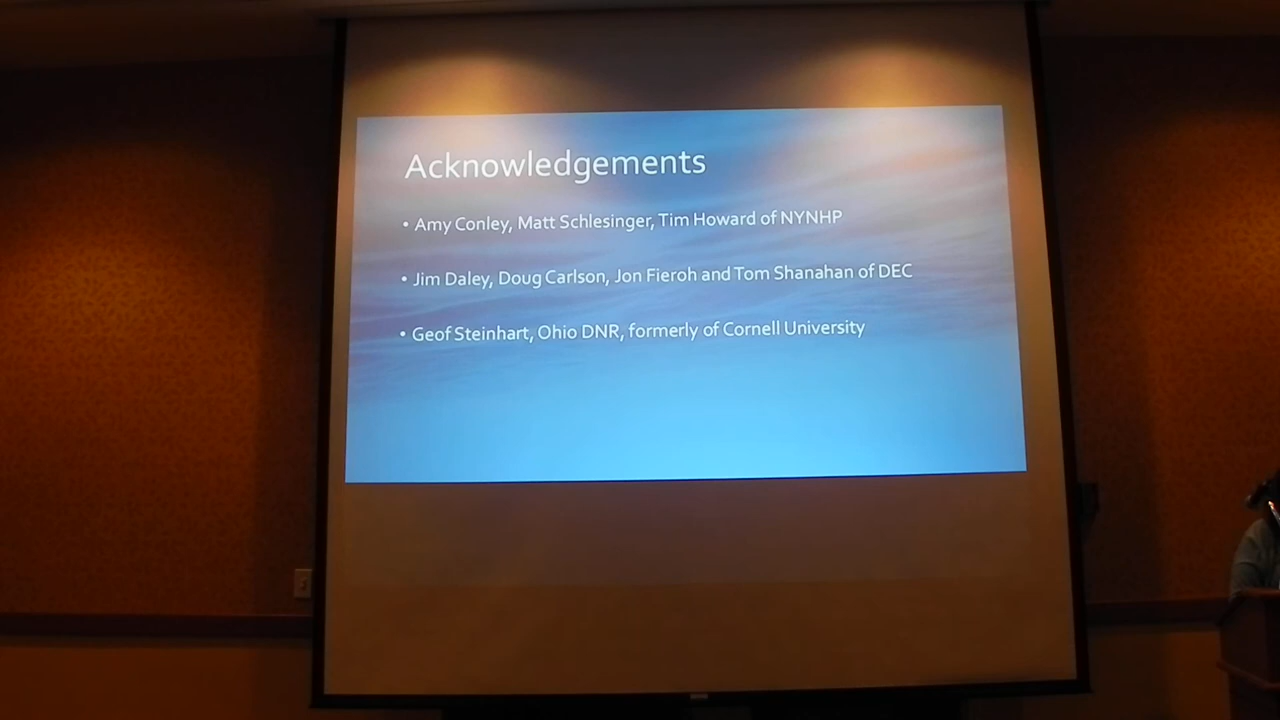 Acknowledgements
• Amy Conley, Matt Schlesinger, Tim Howard of NYNHP
• Jim Daley, Doug Carlson, Jon Fieroh and Tom Shanahan of DEC
• Geof Steinhart, Ohio DNR, formerly of Cornell University